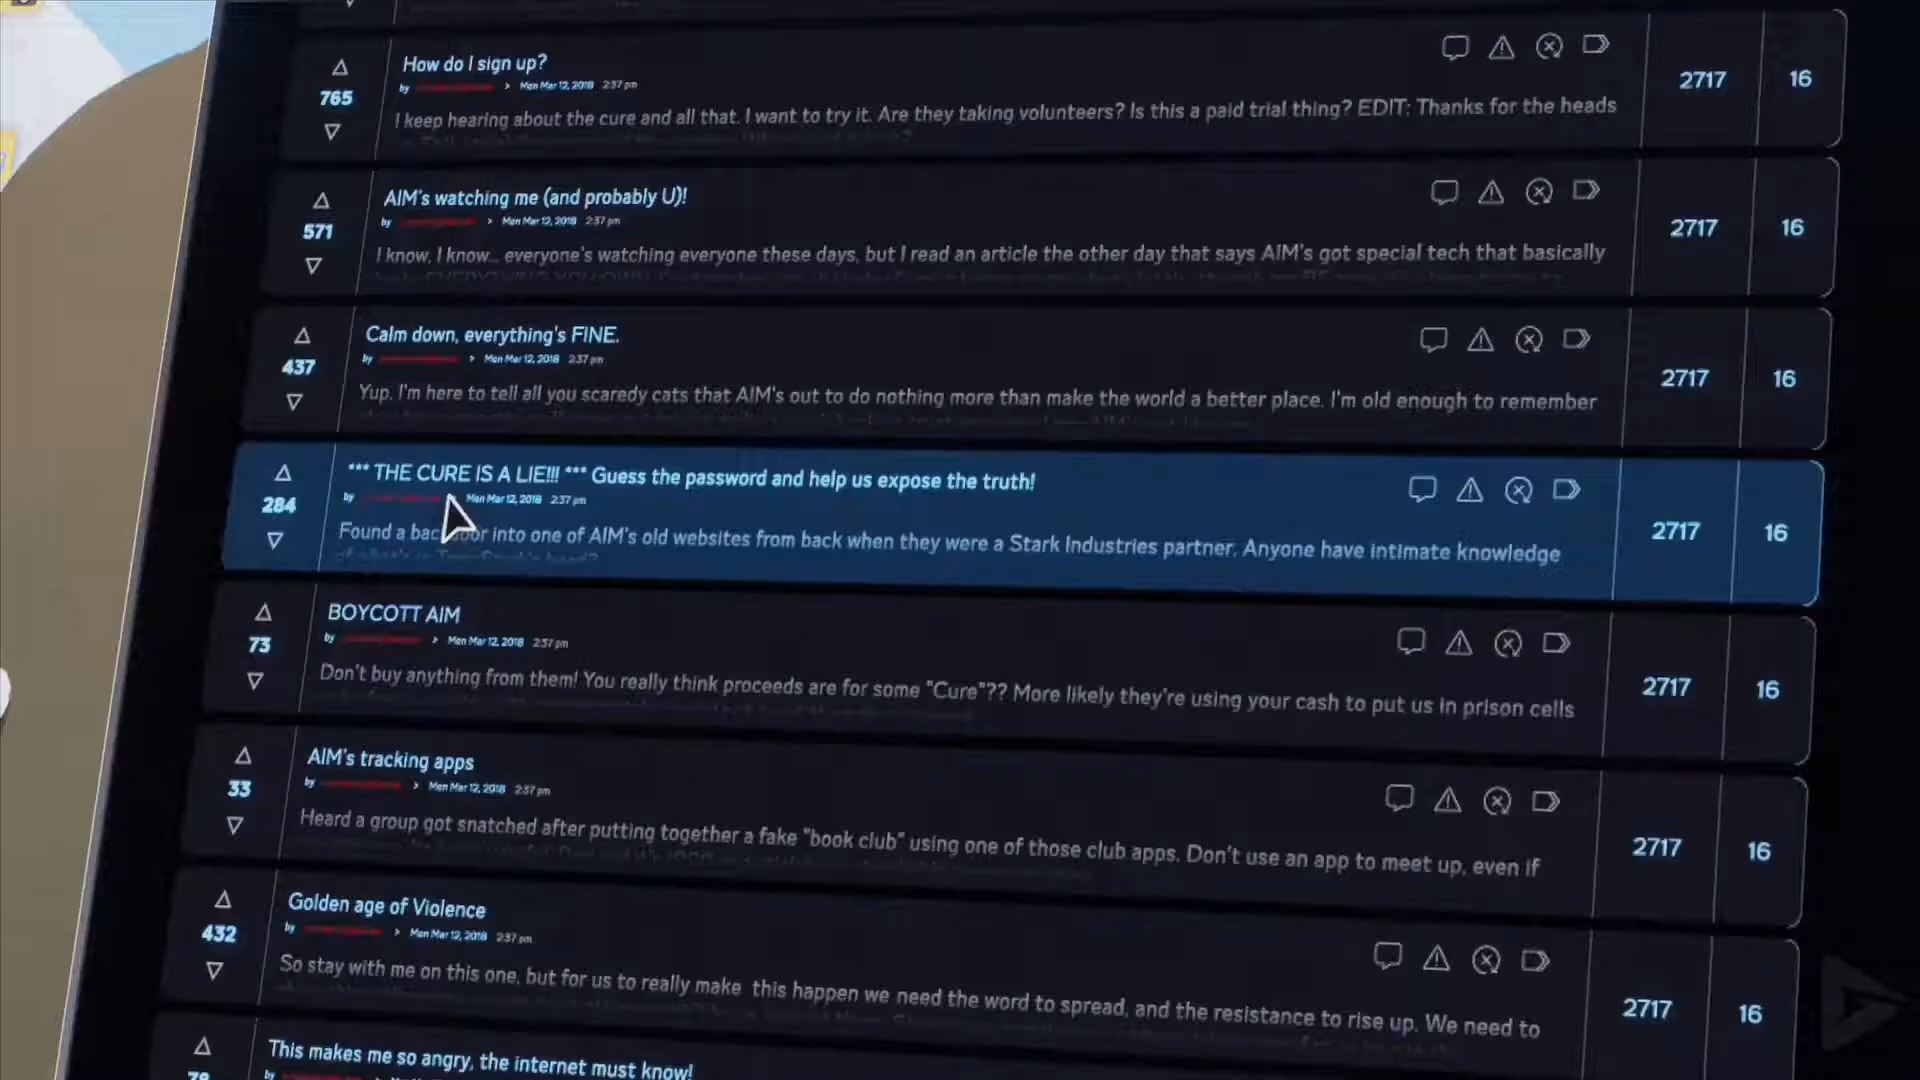 How do I sign up?
765
by > Mon Mar 12, 2018 2:37 pm
I keep hearing about the cure and all that. I want to try it. Are they taking volunteers? Is this a paid trial thing? EDIT: Thanks for the heads
2717 16
AIM's watching me (and probably U)!
571
by > Mon Mar 12, 2018 2:37 pm
I know, I know... everyone's watching everyone these days, but I read an article the other day that says AIM's got special tech that basically
2717 16
Calm down, everything's FINE.
437
by > Mon Mar 12, 2018 2:37 pm
Yup. I'm here to tell all you scaredy cats that AIM's out to do nothing more than make the world a better place. I'm old enough to remember
2717 16
*** THE CURE IS A LIE!!! *** Guess the password and help us expose the truth!
284
by Mon Mar 12, 2018 2:37 pm
Found a backdoor into one of AIM's old websites from back when they were a Stark Industries partner. Anyone have intimate knowledge
of what's in Tony Stark's head?
2717 16
BOYCOTT AIM
73
by > Mon Mar 12, 2018 2:37 pm
Don't buy anything from them! You really think proceeds are for some "Cure"?? More likely they're using your cash to put us in prison cells
2717 16
AIM's tracking apps
33
by > Mon Mar 12, 2018 2:37 pm
Heard a group got snatched after putting together a fake "book club" using one of those club apps. Don't use an app to meet up, even if
2717 16
Golden age of Violence
432
by > Mon Mar 12, 2018 2:37 pm
So stay with me on this one, but for us to really make this happen we need the word to spread, and the resistance to rise up. We need to
2717 16
This makes me so angry, the internet must know!
78
by